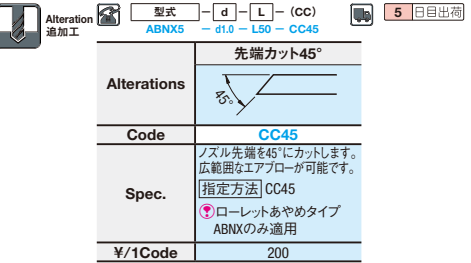 Alteration 型式 - d - L - (CC) 5 日目出荷
追加工 ABNX5 - d1.0 - L50 - CC45
Alterations 先端カット45°
45°
Code CC45
Spec. ノズル先端を45°にカットします。
広範囲なエアブローが可能です。
指定方法 CC45
ローレットあやめタイプ
ABNXのみ適用
¥/1Code 200